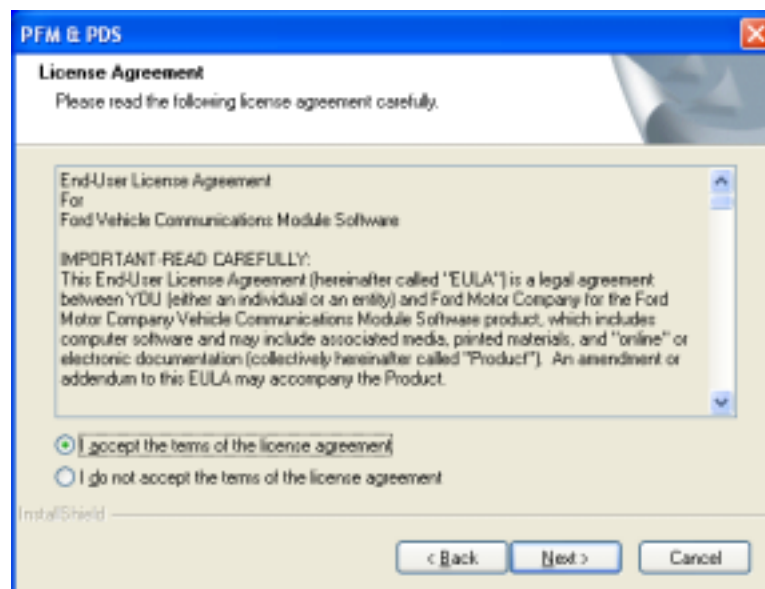 PFM & PDS
License Agreement
Please read the following license agreement carefully.
End-User License Agreement
For
Ford Vehicle Communications Module Software
IMPORTANT-READ CAREFULLY:
This End-User License Agreement (hereinafter called "EULA") is a legal agreement
between YOU (either an individual or an entity) and Ford Motor Company for the Ford
Motor Company Vehicle Communications Module Software product, which includes
computer software and may include associated media, printed materials, and "online" or
electronic documentation (collectively hereinafter called "Product"). An amendment or
addendum to this EULA may accompany the Product.
I accept the terms of the license agreement
I do not accept the terms of the license agreement
InstallShield
< Back Next > Cancel